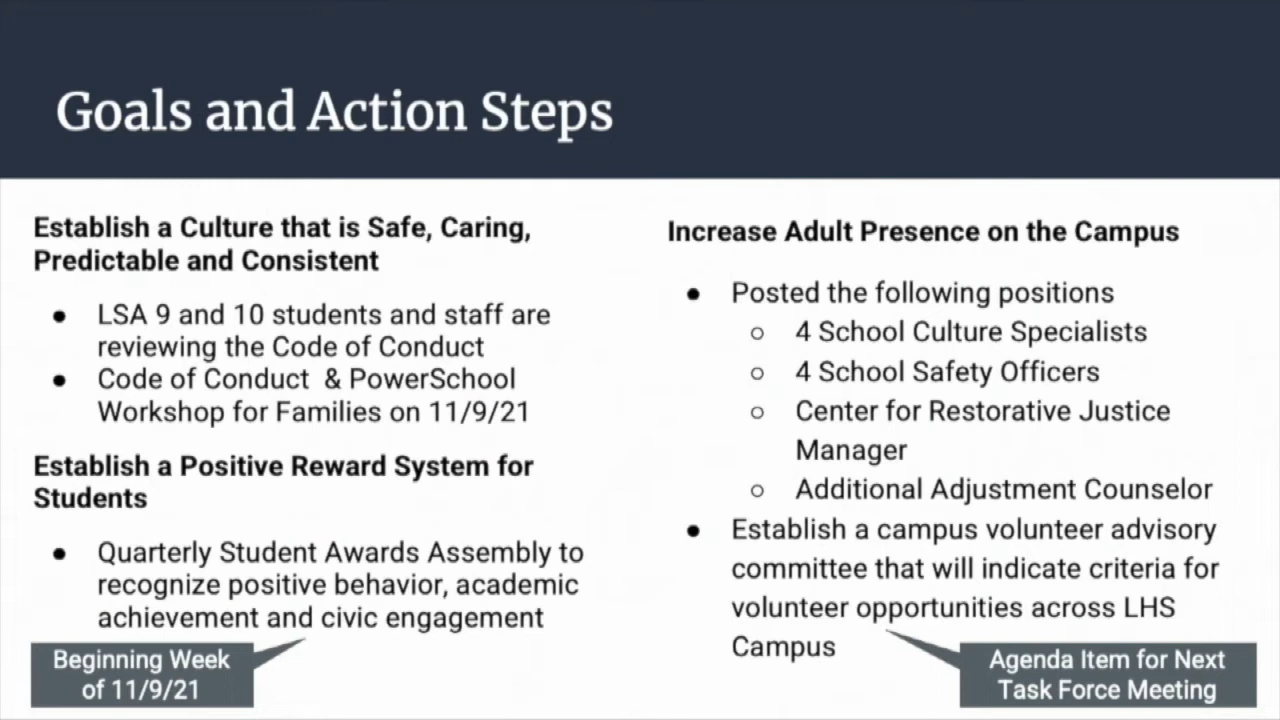 Goals and Action Steps
Establish a Culture that is Safe, Caring,
Predictable and Consistent
● LSA 9 and 10 students and staff are
reviewing the Code of Conduct
● Code of Conduct & PowerSchool
Workshop for Families on 11/9/21
Establish a Positive Reward System for
Students
● Quarterly Student Awards Assembly to
recognize positive behavior, academic
achievement and civic engagement
Beginning Week
of 11/9/21
Increase Adult Presence on the Campus
● Posted the following positions
○ 4 School Culture Specialists
○ 4 School Safety Officers
○ Center for Restorative Justice
Manager
○ Additional Adjustment Counselor
● Establish a campus volunteer advisory
committee that will indicate criteria for
volunteer opportunities across LHS
Campus
Agenda Item for Next
Task Force Meeting